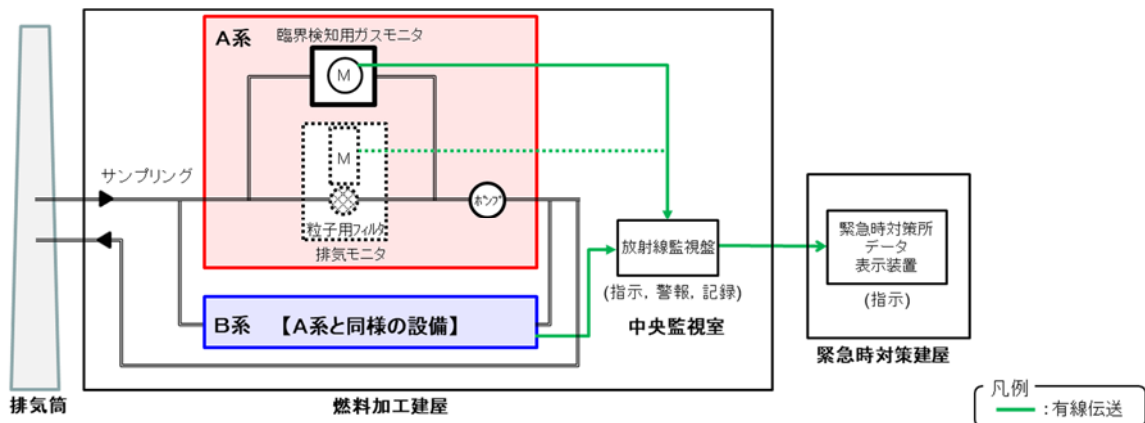 A系
臨界検知用ガスモニタ
M
M
サンプリング
粒子用フィルタ
排気モニタ
ポンプ
B系 【A系と同様の設備】
放射線監視盤
(指示, 警報, 記録)
中央監視室
緊急時対策所
データ
表示装置
(指示)
緊急時対策建屋
排気筒
燃料加工建屋
凡例
:有線伝送